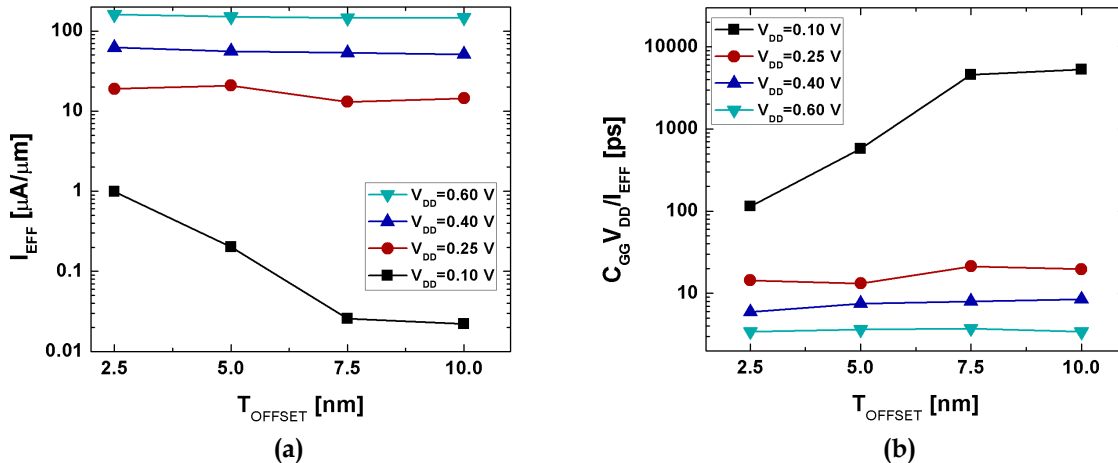 I_EFF [μA/μm]
100
10
1
0.1
0.01
V_DD=0.60 V
V_DD=0.40 V
V_DD=0.25 V
V_DD=0.10 V
2.5 5.0 7.5 10.0
T_OFFSET [nm]
(a)
C_GG V_DD/I_EFF [ps]
10000
1000
100
10
V_DD=0.10 V
V_DD=0.25 V
V_DD=0.40 V
V_DD=0.60 V
2.5 5.0 7.5 10.0
T_OFFSET [nm]
(b)